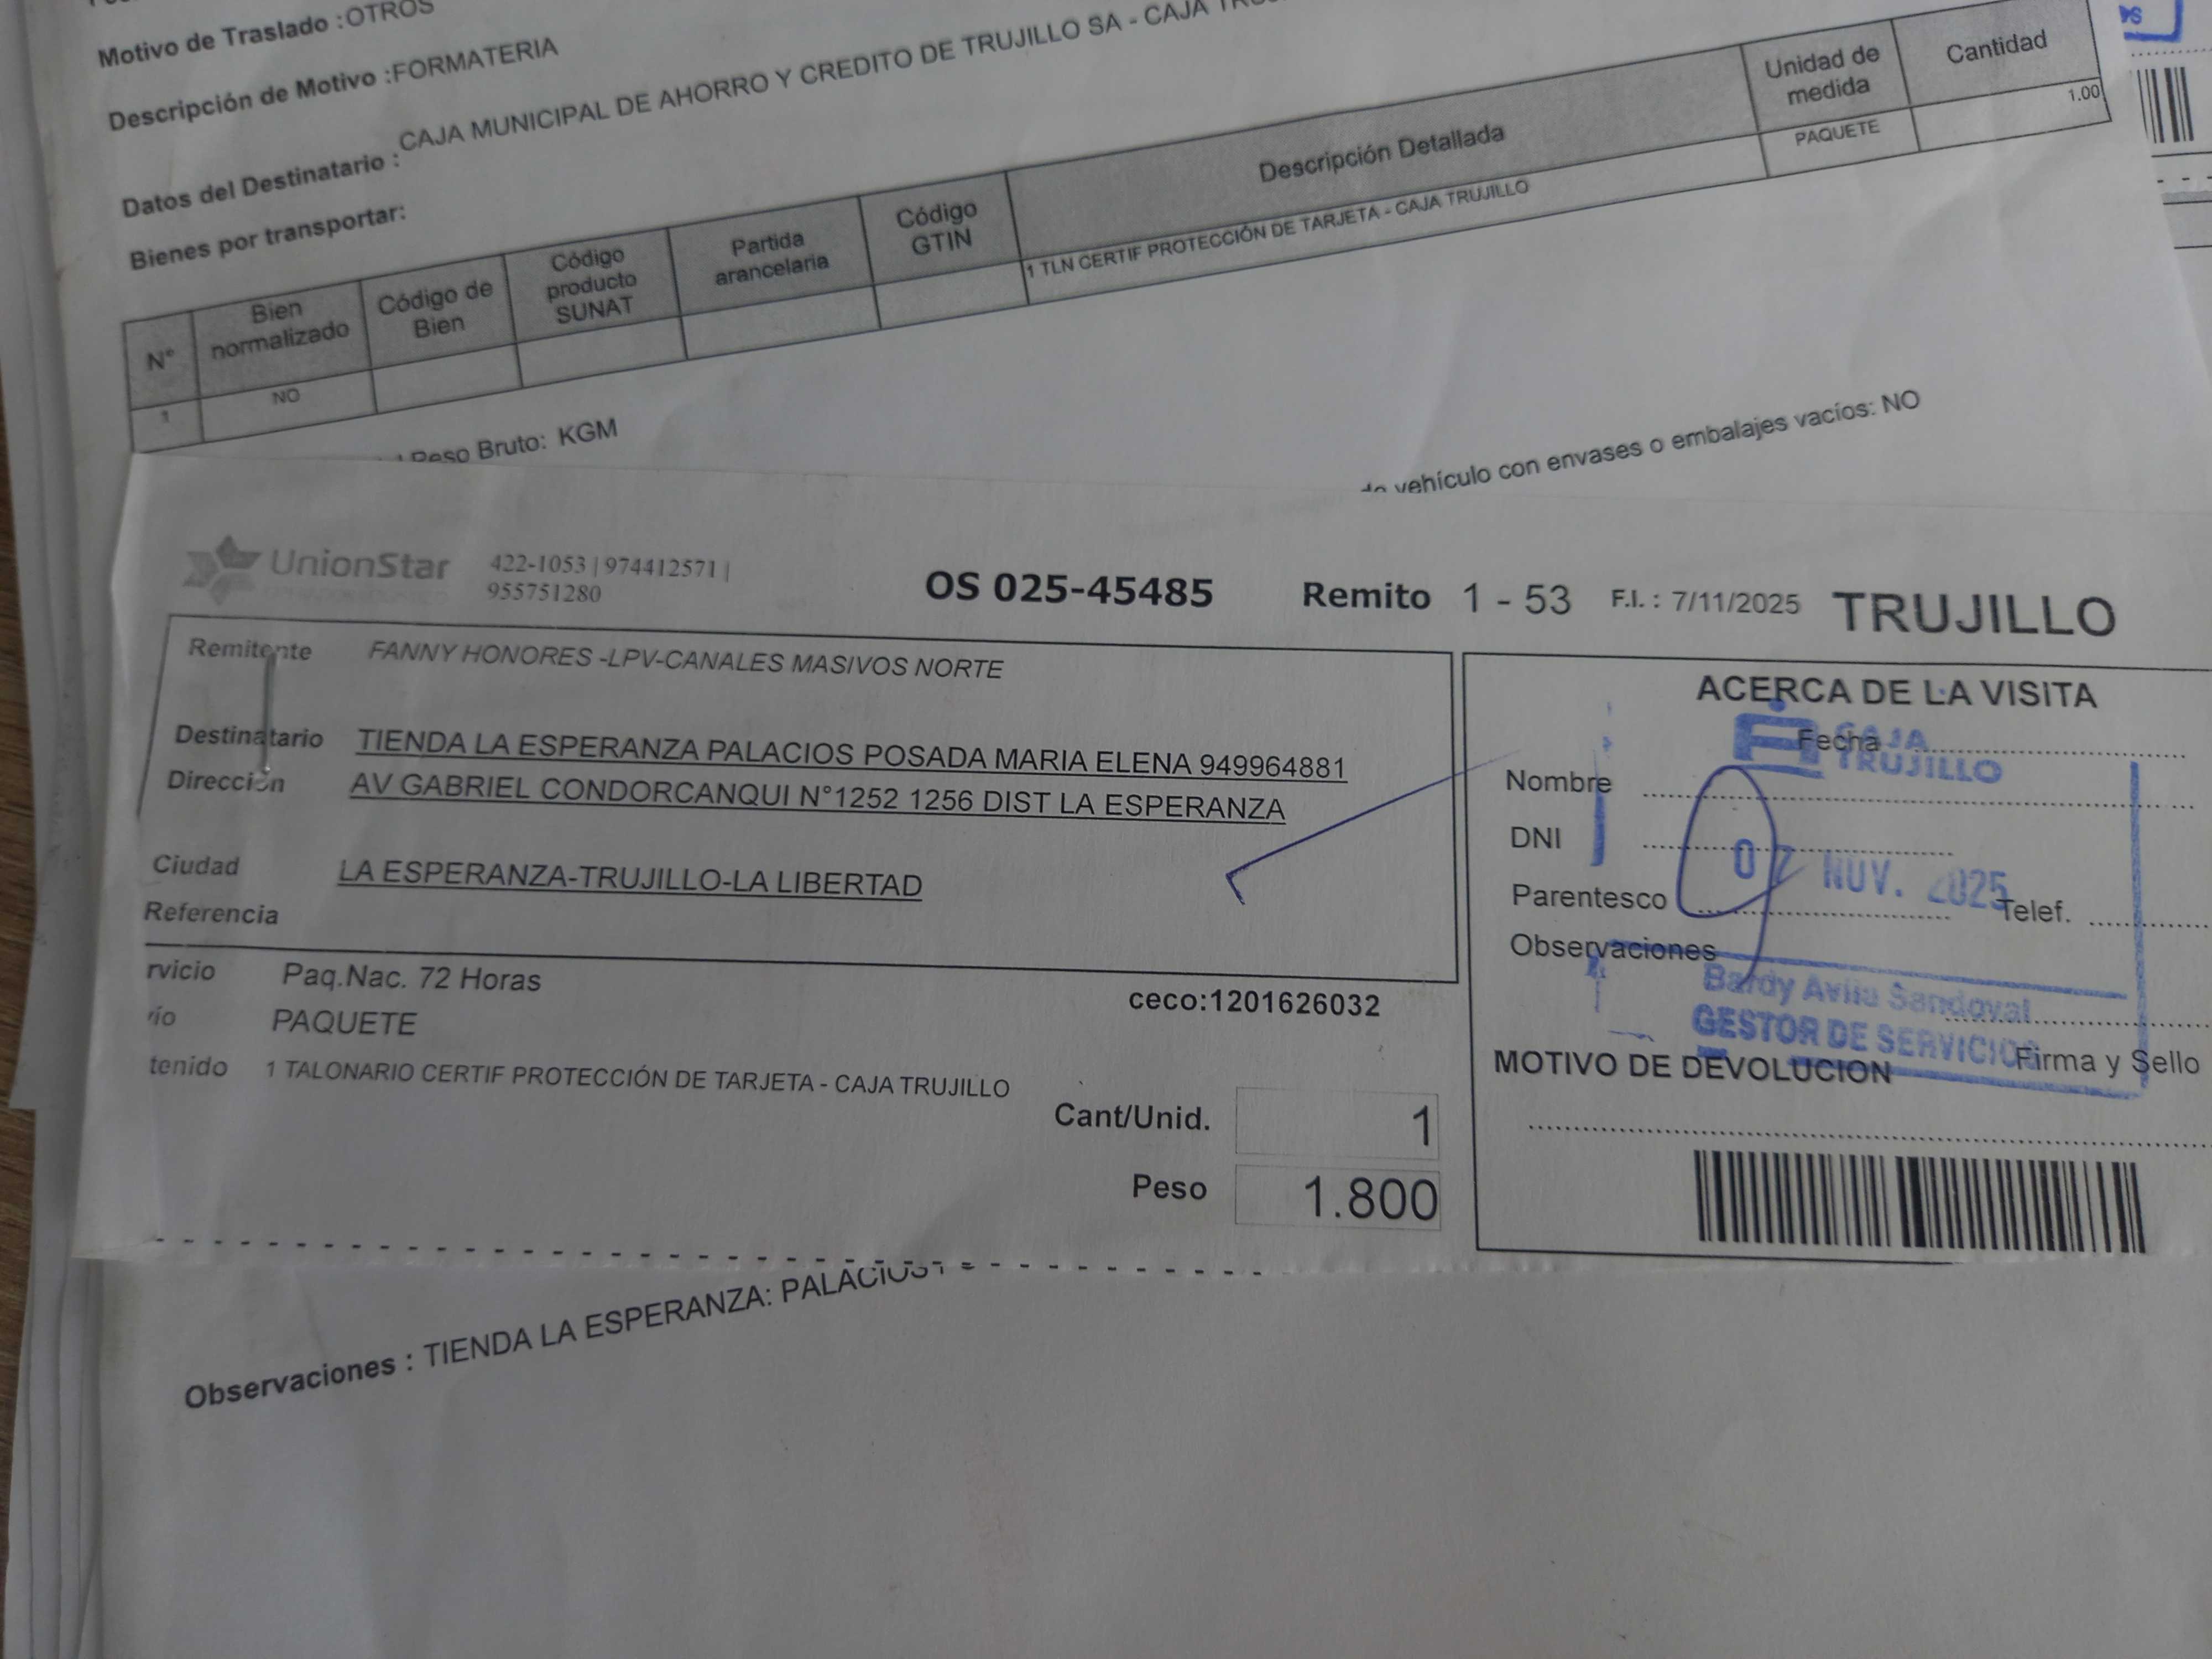 Motivo de Traslado :OTROS
Descripción de Motivo :FORMATERIA
Datos del Destinatario : CAJA MUNICIPAL DE AHORRO Y CREDITO DE TRUJILLO SA - CAJA
Bienes por transportar:
N° Bien normalizado Código de Bien Código producto SUNAT Partida arancelaria Código GTIN Descripción Detallada Unidad de medida Cantidad
1 NO 1 TLN CERTIF PROTECCIÓN DE TARJETA - CAJA TRUJILLO PAQUETE 1.00
Peso Bruto: KGM
vehículo con envases o embalajes vacíos: NO
UnionStar
422-1053 | 974412571 |
955751280
OS 025-45485 Remito 1 - 53 F.I. : 7/11/2025 TRUJILLO
Remitente FANNY HONORES -LPV-CANALES MASIVOS NORTE
Destinatario TIENDA LA ESPERANZA PALACIOS POSADA MARIA ELENA 949964881
Dirección AV GABRIEL CONDORCANQUI N°1252 1256 DIST LA ESPERANZA
Ciudad LA ESPERANZA-TRUJILLO-LA LIBERTAD
Referencia
rvicio Paq.Nac. 72 Horas
ceco:1201626032
io PAQUETE
tenido 1 TALONARIO CERTIF PROTECCIÓN DE TARJETA - CAJA TRUJILLO
Cant/Unid. 1
Peso 1.800
ACERCA DE LA VISITA
Fecha
CAJA
TRUJILLO
Nombre
DNI
07 NOV. 2025
Parentesco Telef.
Observaciones
Bardy Avila Sandoval
GESTOR DE SERVICIOS
Firma y Sello
MOTIVO DE DEVOLUCION
Observaciones : TIENDA LA ESPERANZA: PALACIOS